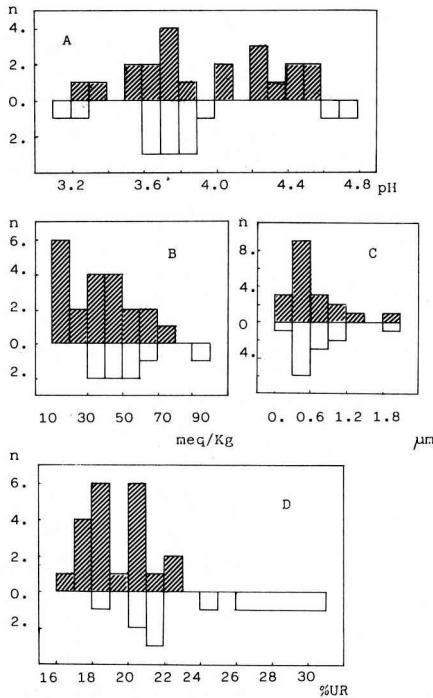 n
4.
A
2.
0.
2.
3.2 3.6 4.0 4.4 4.8
pH
n
6.
B
4.
2.
0.
2.
10 30 50 70 90
meq/Kg
n
8.
C
4.
0
4.
0. 0.6 1.2 1.8
μm
n
6.
D
4.
2.
0.
2.
16 18 20 22 24 26 28 30
%UR